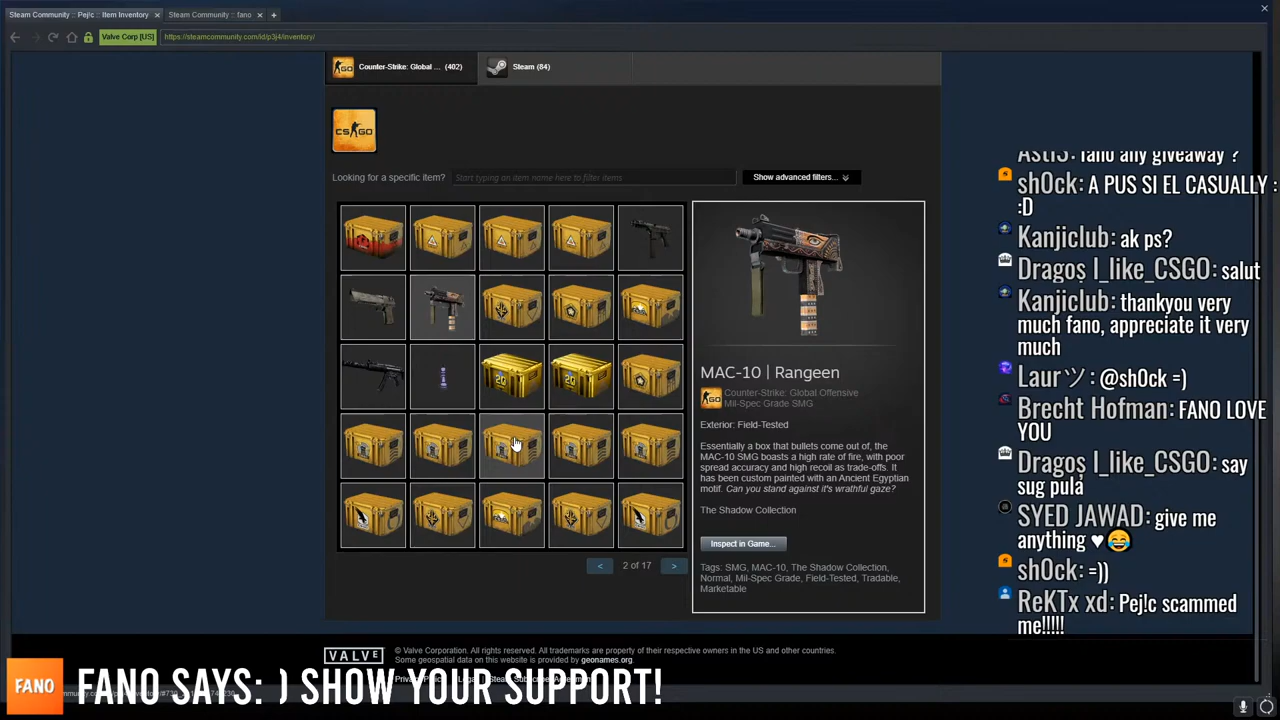 Steam Community :: Pej!c :: Item Inventory
Steam Community :: fano
Valve Corp [US]
https://steamcommunity.com/id/p3j4/inventory/
Counter-Strike: Global ... (402)
Steam (84)
CS GO
Looking for a specific item?
Start typing an item name here to filter items
Show advanced filters...
MAC-10 | Rangeen
Counter-Strike: Global Offensive
Mil-Spec Grade SMG
Exterior: Field-Tested
Essentially a box that bullets come out of, the
MAC-10 SMG boasts a high rate of fire, with poor
spread accuracy and high recoil as trade-offs. It
has been custom painted with an Ancient Egyptian
motif. Can you stand against it's wrathful gaze?
The Shadow Collection
Inspect in Game...
Tags: SMG, MAC-10, The Shadow Collection,
Normal, Mil-Spec Grade, Field-Tested, Tradable,
Marketable
< 2 of 17 >
VALVE
© Valve Corporation. All rights reserved. All trademarks are property of their respective owners in the US and other countries.
Some geospatial data on this website is provided by geonames.org.
fano any giveaway ?
sh0ck: A PUS SI EL CASUALLY :
:D
Kanjiclub: ak ps?
Dragoș I_like_CSGO: salut
Kanjiclub: thankyou very
much fano, appreciate it very
much
Laurツ: @sh0ck =)
Brecht Hofman: FANO LOVE
YOU
Dragoș I_like_CSGO: say
sug pula
SYED JAWAD: give me
anything ♥😂
sh0ck: =))
ReKTx xd: Pej!c scammed
me!!!!!
FANO
FANO SAYS: ) SHOW YOUR SUPPORT!